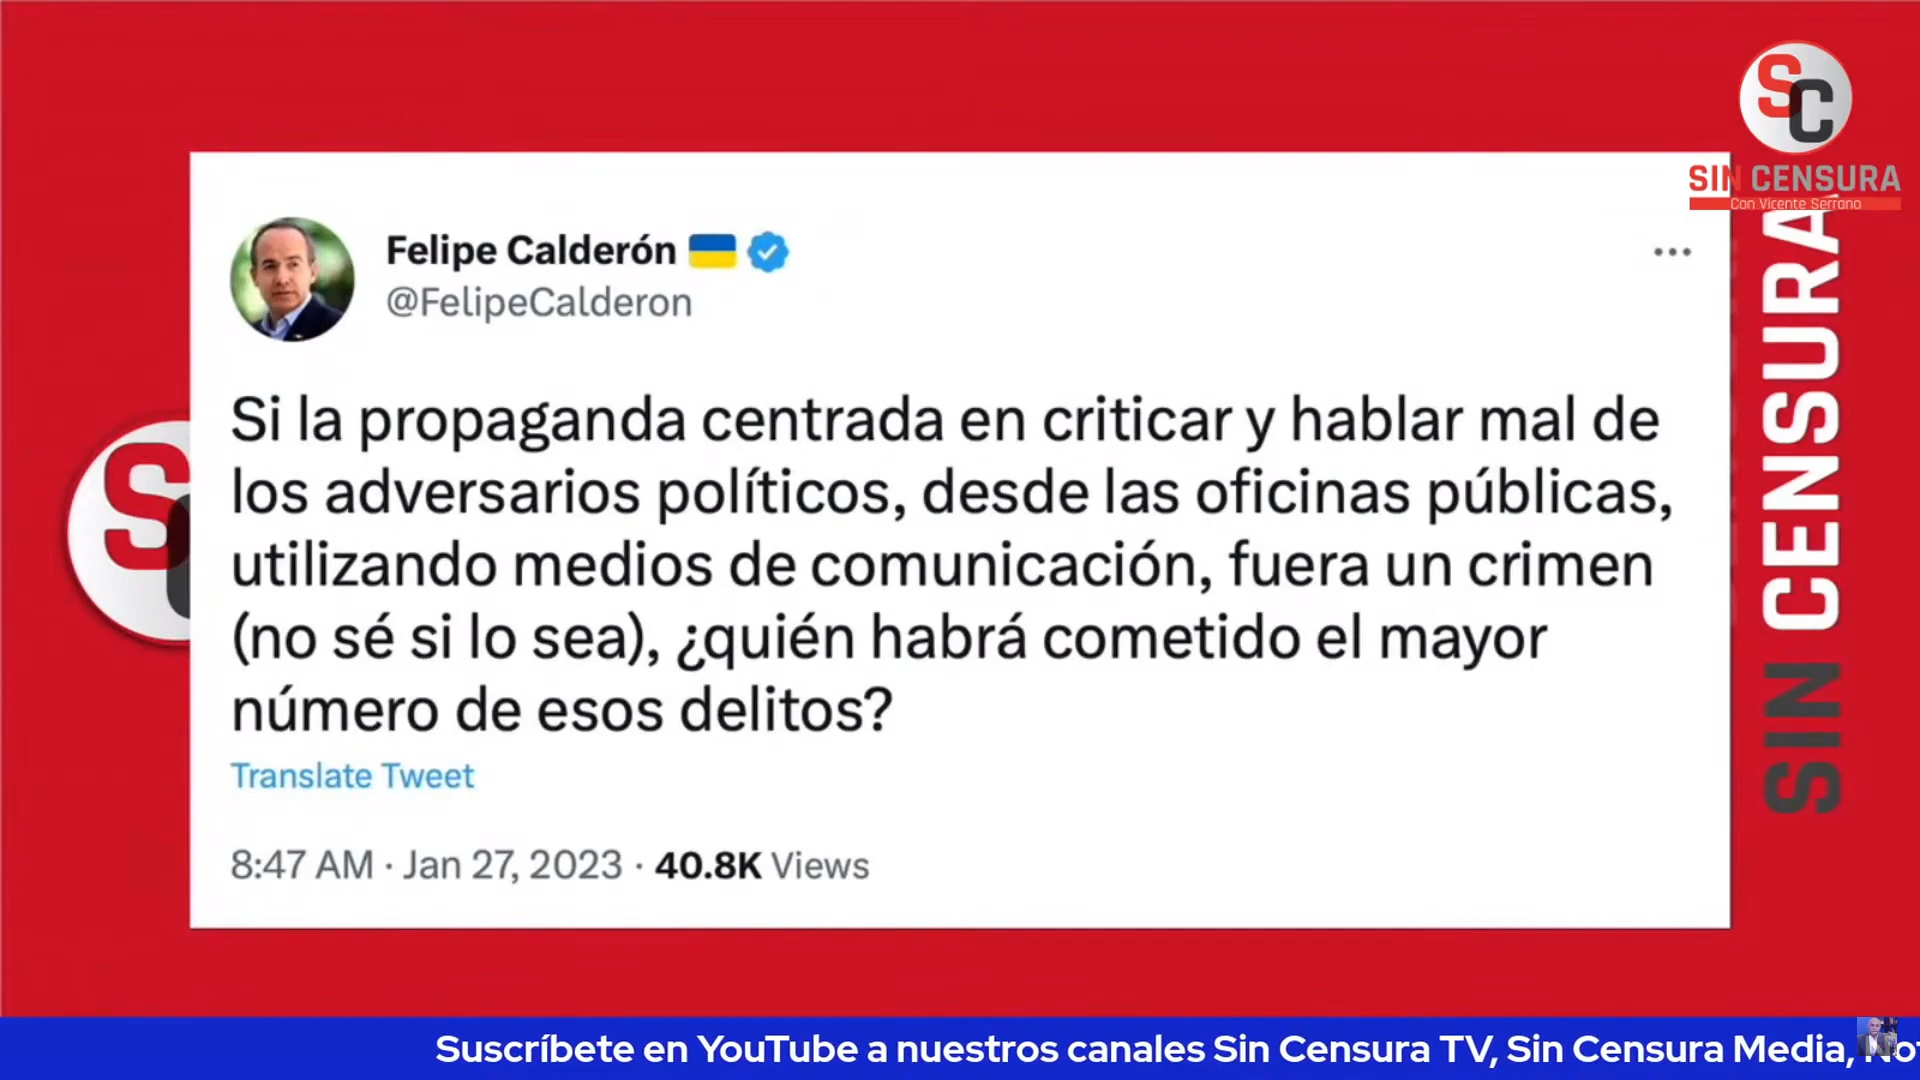 SC
SIN CENSURA
Con Vicente Serrano
Felipe Calderón
@FelipeCalderon
Si la propaganda centrada en criticar y hablar mal de
los adversarios políticos, desde las oficinas públicas,
utilizando medios de comunicación, fuera un crimen
(no sé si lo sea), ¿quién habrá cometido el mayor
número de esos delitos?
Translate Tweet
8:47 AM · Jan 27, 2023 · 40.8K Views
SIN CENSURA
Suscríbete en YouTube a nuestros canales Sin Censura TV, Sin Censura Media,